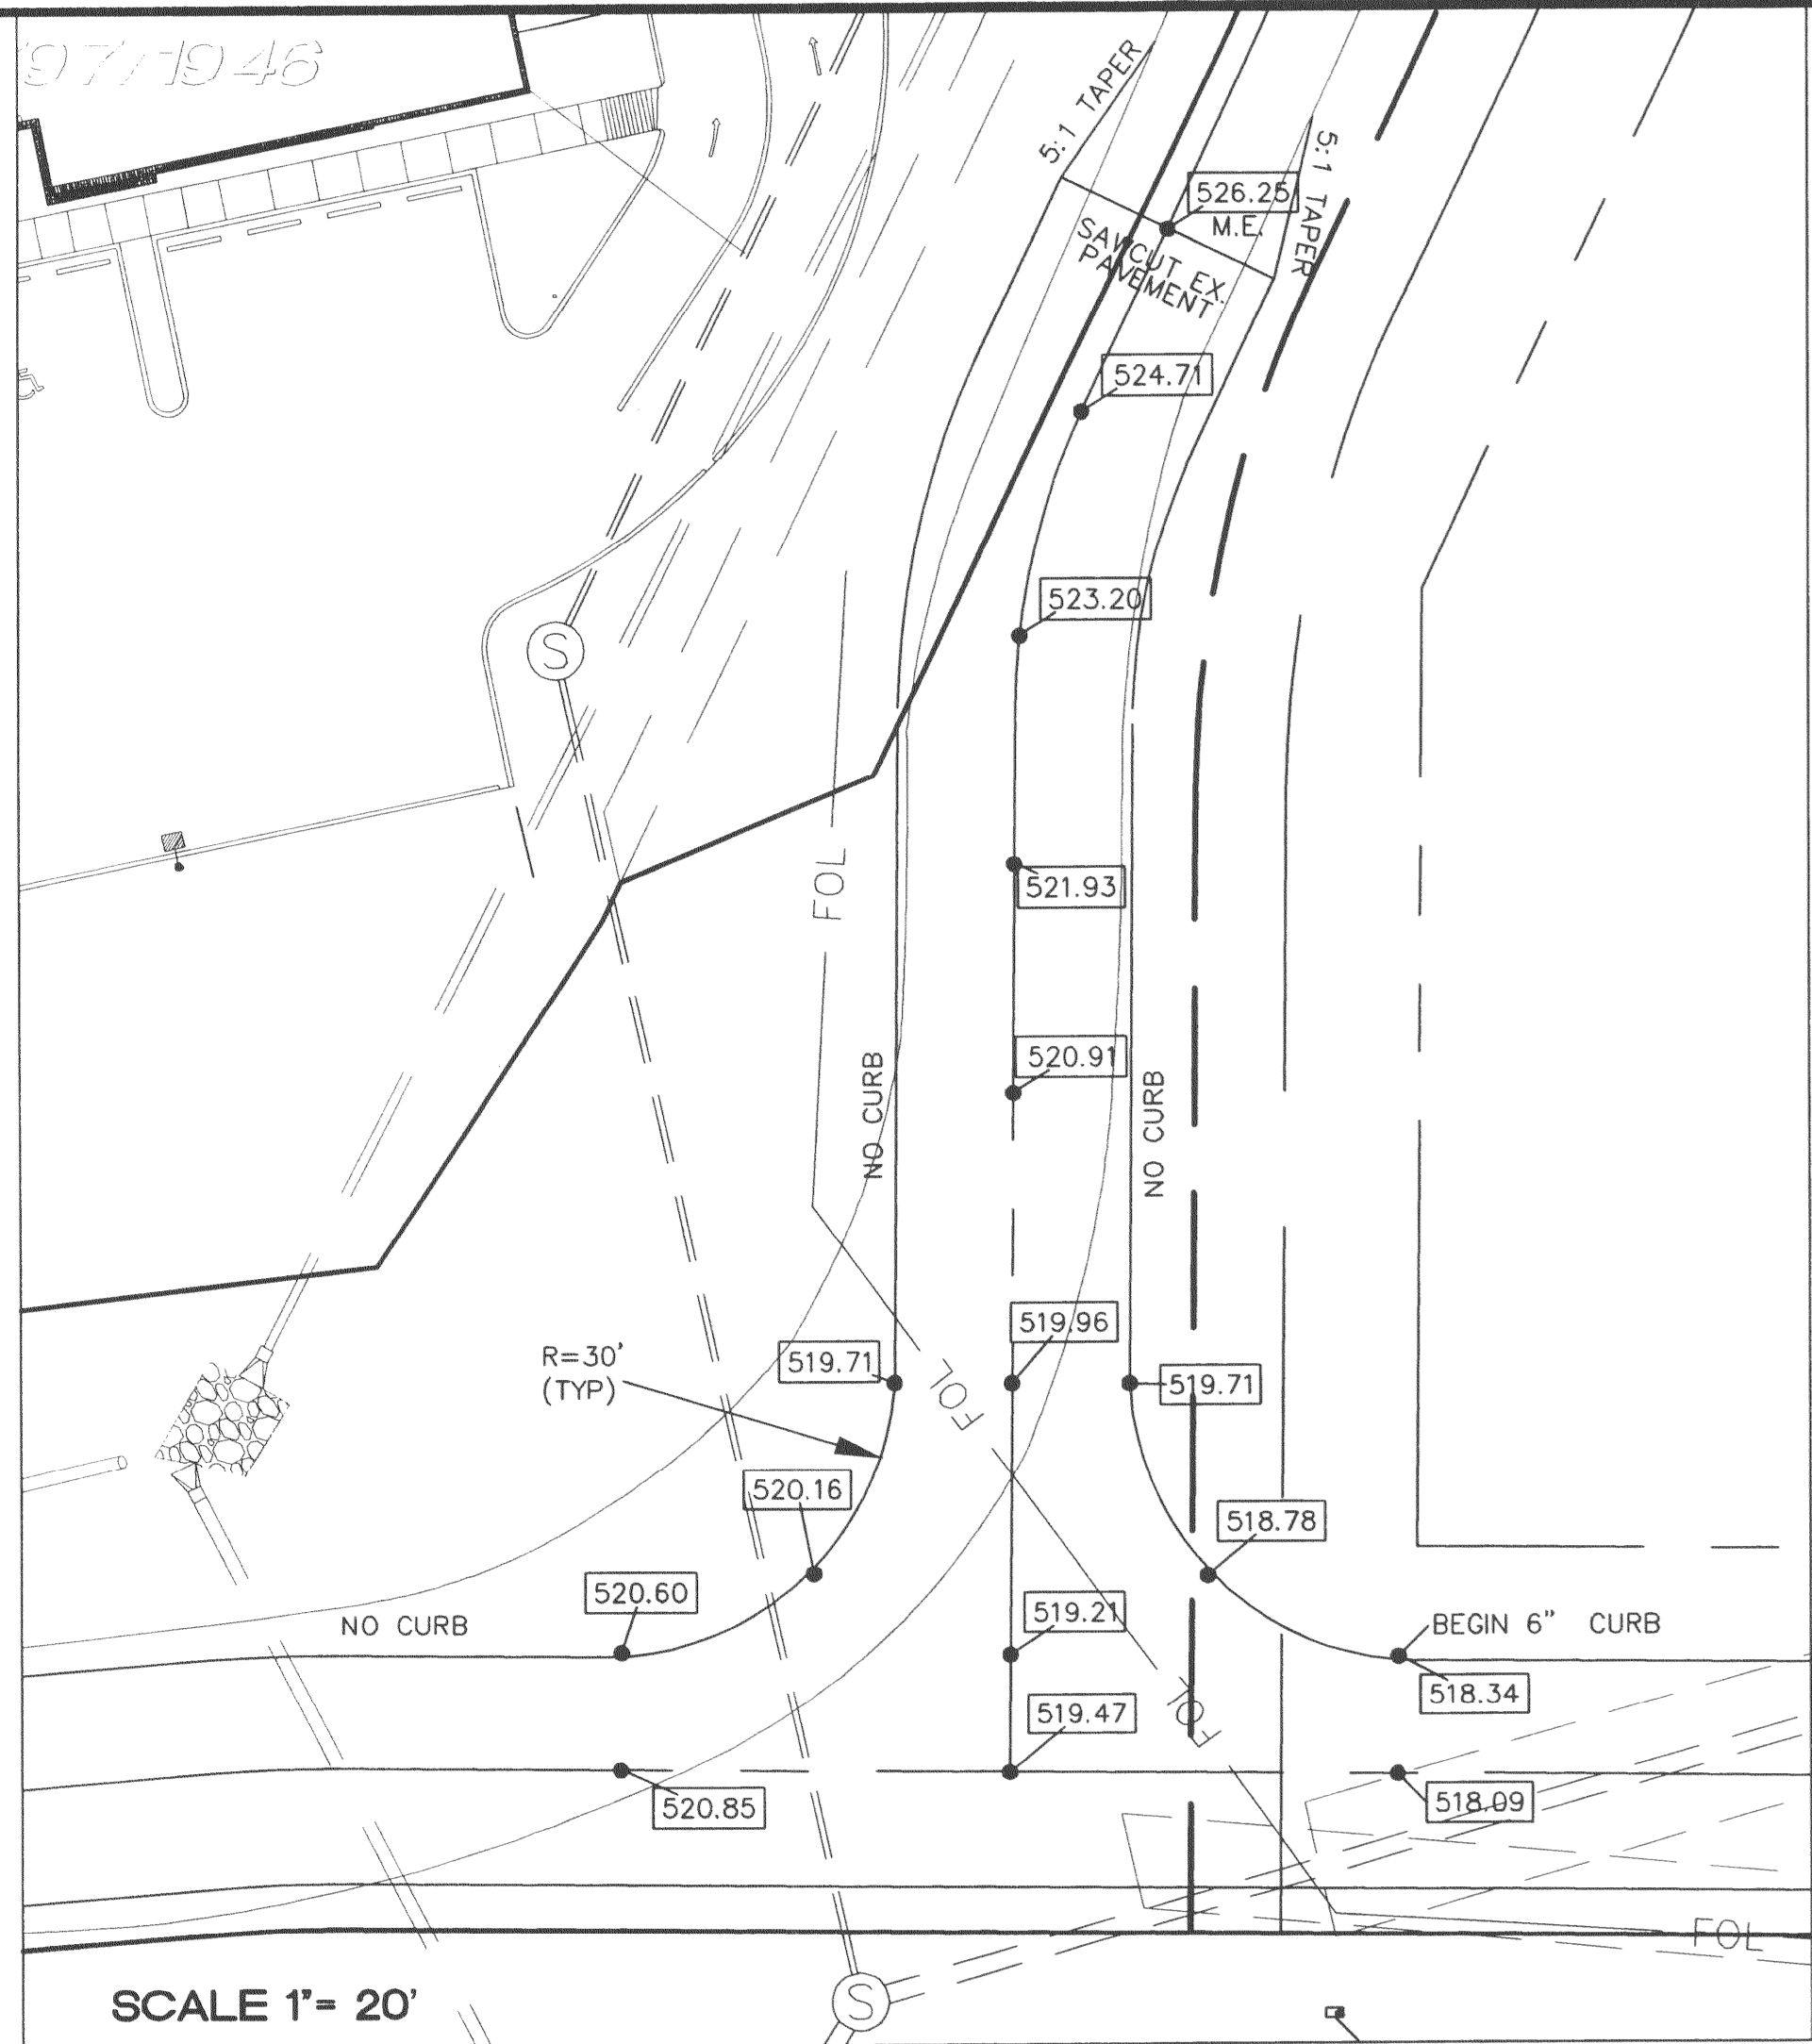 97/1946
5:1 TAPER
5:1 TAPER
526.25
M.E.
SAWCUT EX.
PAVEMENT
524.71
523.20
S
FOL
521.93
520.91
NO CURB
NO CURB
519.96
R=30'
(TYP)
519.71
519.71
FOL
520.16
518.78
520.60
519.21
NO CURB
BEGIN 6" CURB
518.34
FOL
519.47
520.85
518.09
FOL
SCALE 1"= 20'
S